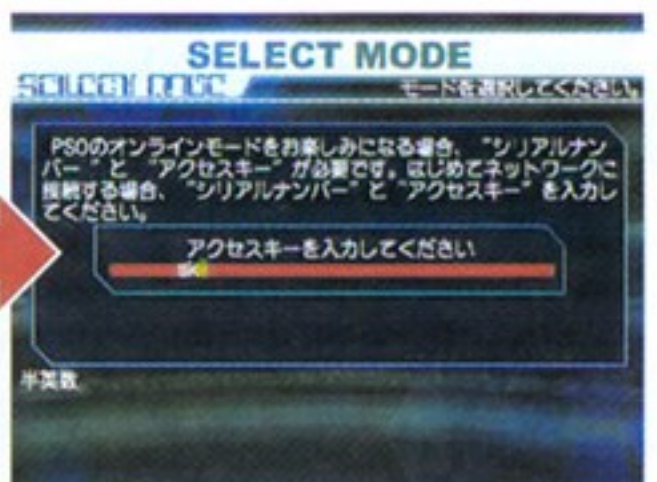 SELECT MODE
モードを選択してください。
PSOのオンラインモードをお楽しみになる場合、"シリアルナン
バー" と "アクセスキー" が必要です。はじめてネットワークに
接続する場合、"シリアルナンバー" と "アクセスキー" を入力し
てください。
アクセスキーを入力してください
半英数